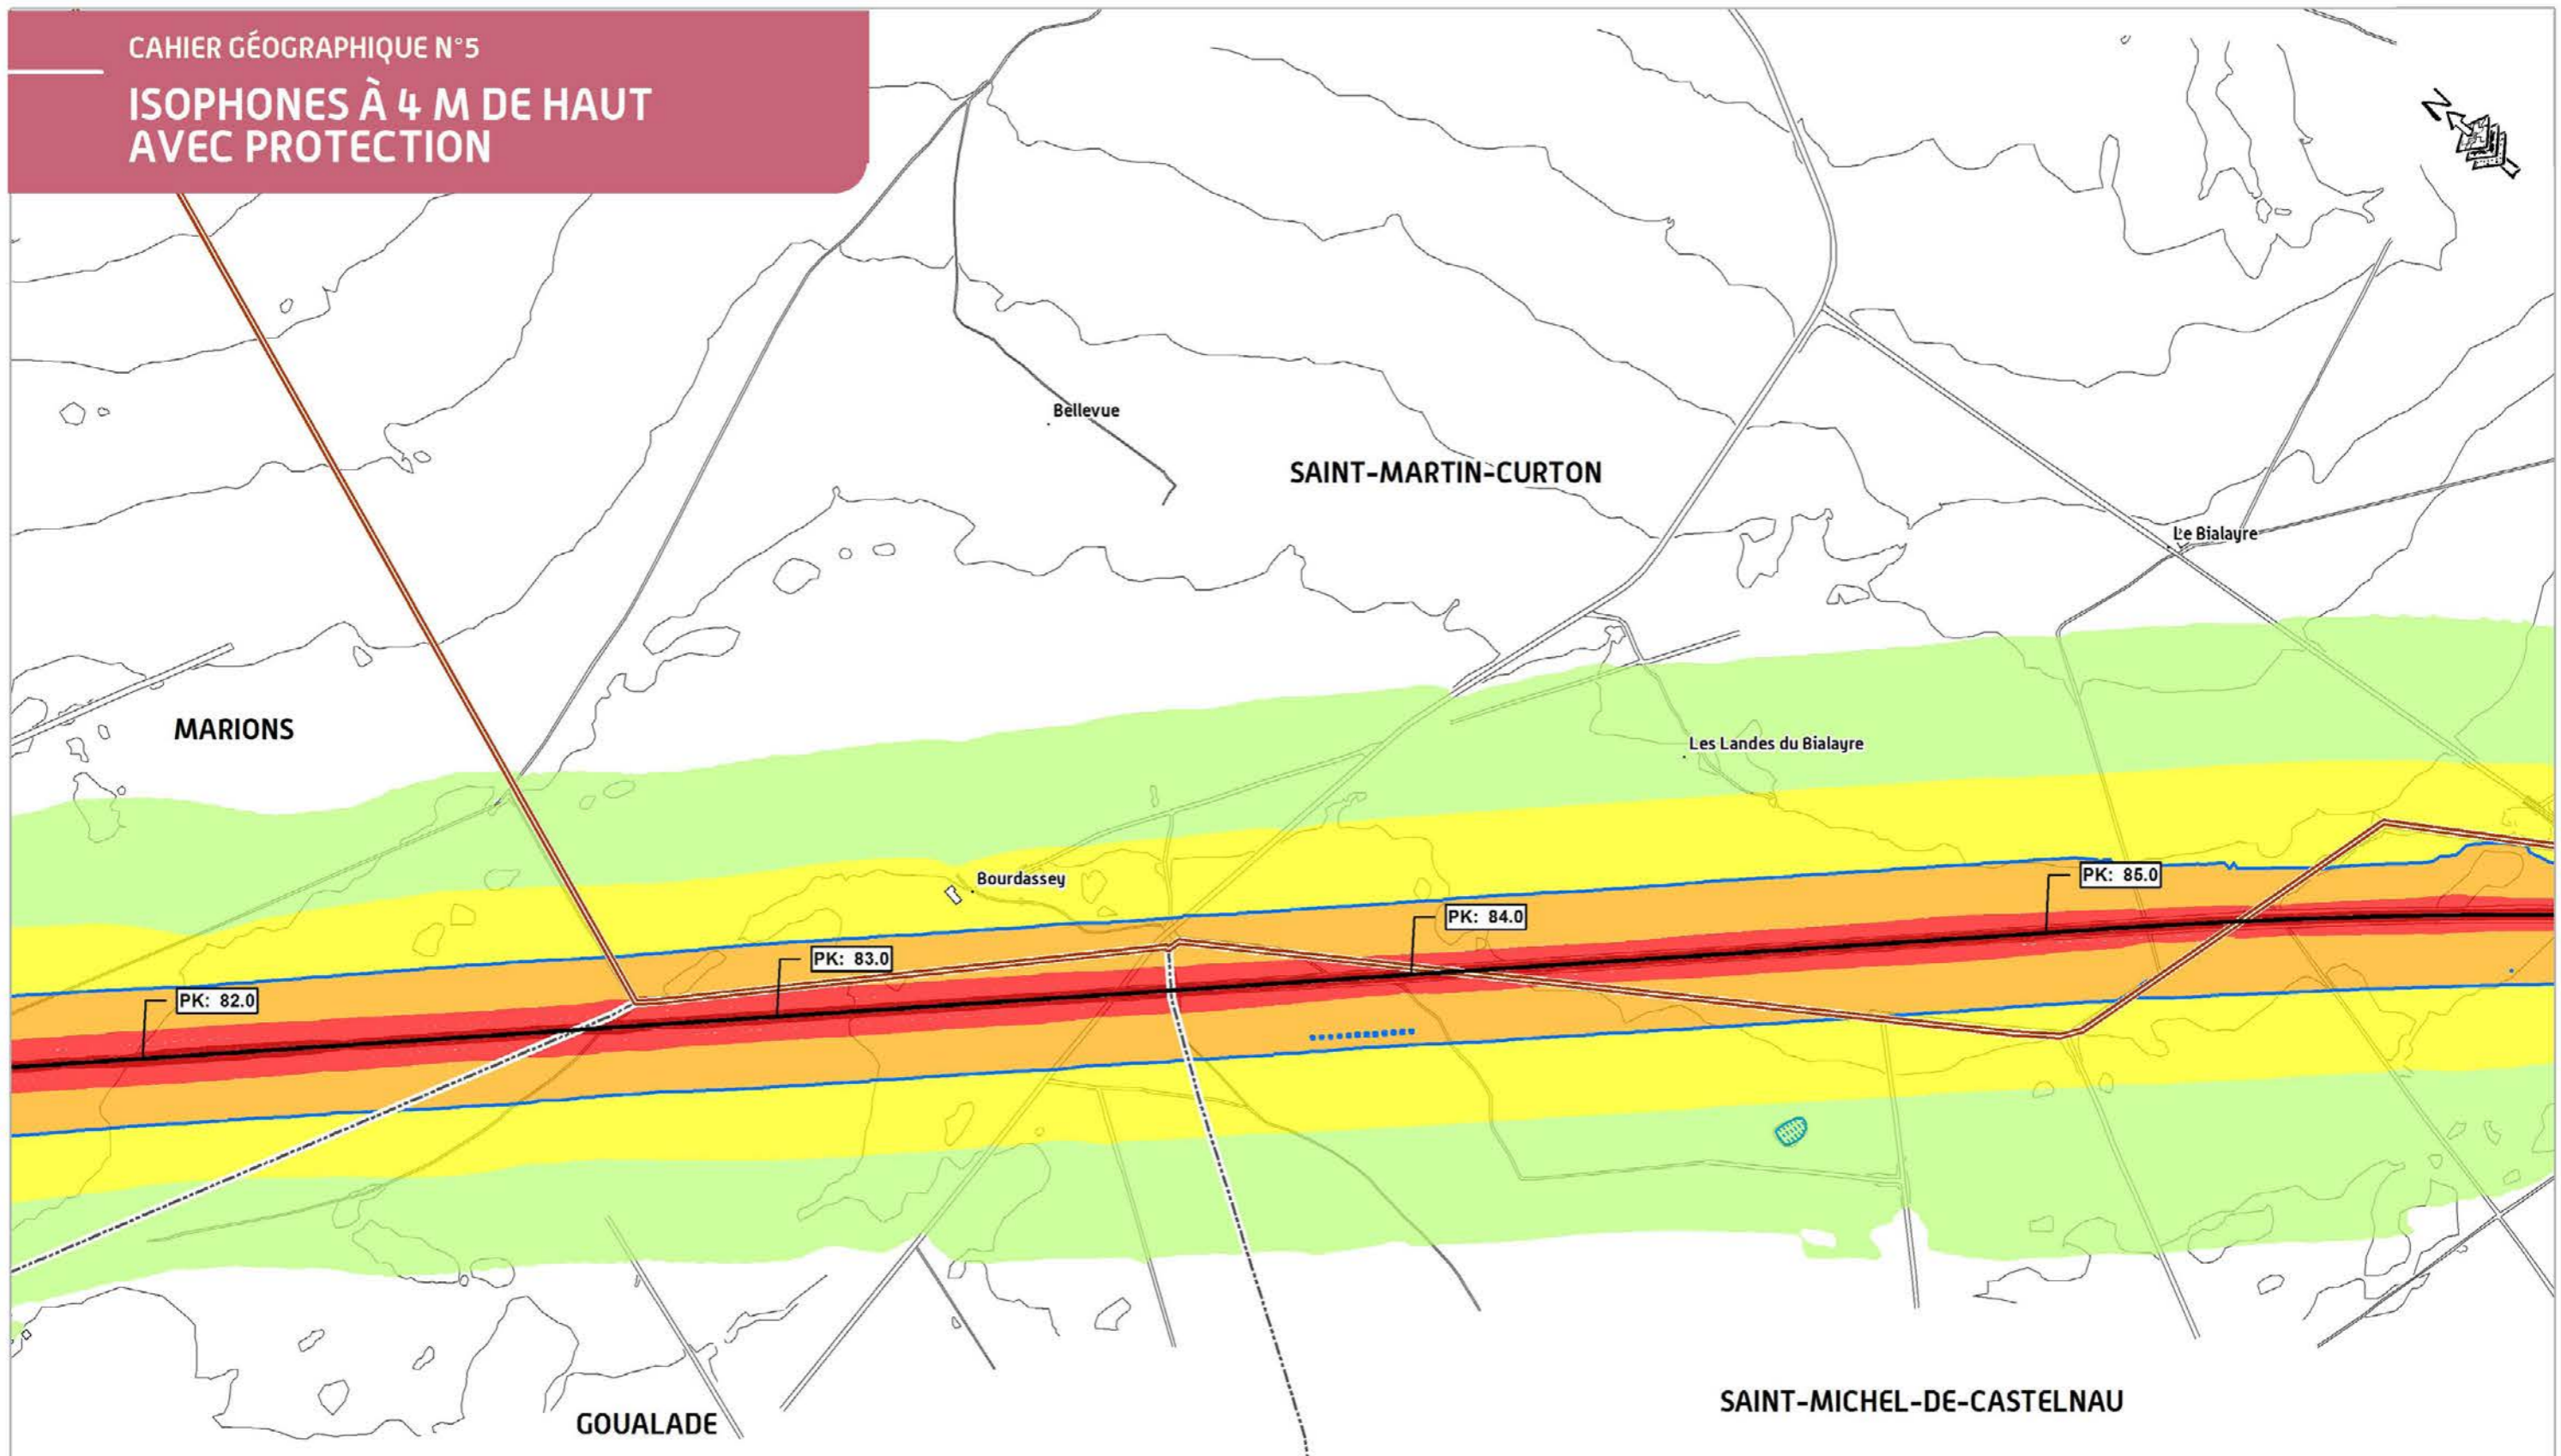 CAHIER GÉOGRAPHIQUE N°5
ISOPHONES À 4 M DE HAUT
AVEC PROTECTION
N
Bellevue
SAINT-MARTIN-CURTON
Le Bialayre
MARIONS
Les Landes du Bialayre
Bourdassey
PK: 85.0
PK: 84.0
PK: 83.0
PK: 82.0
SAINT-MICHEL-DE-CASTELNAU
GOUALADE